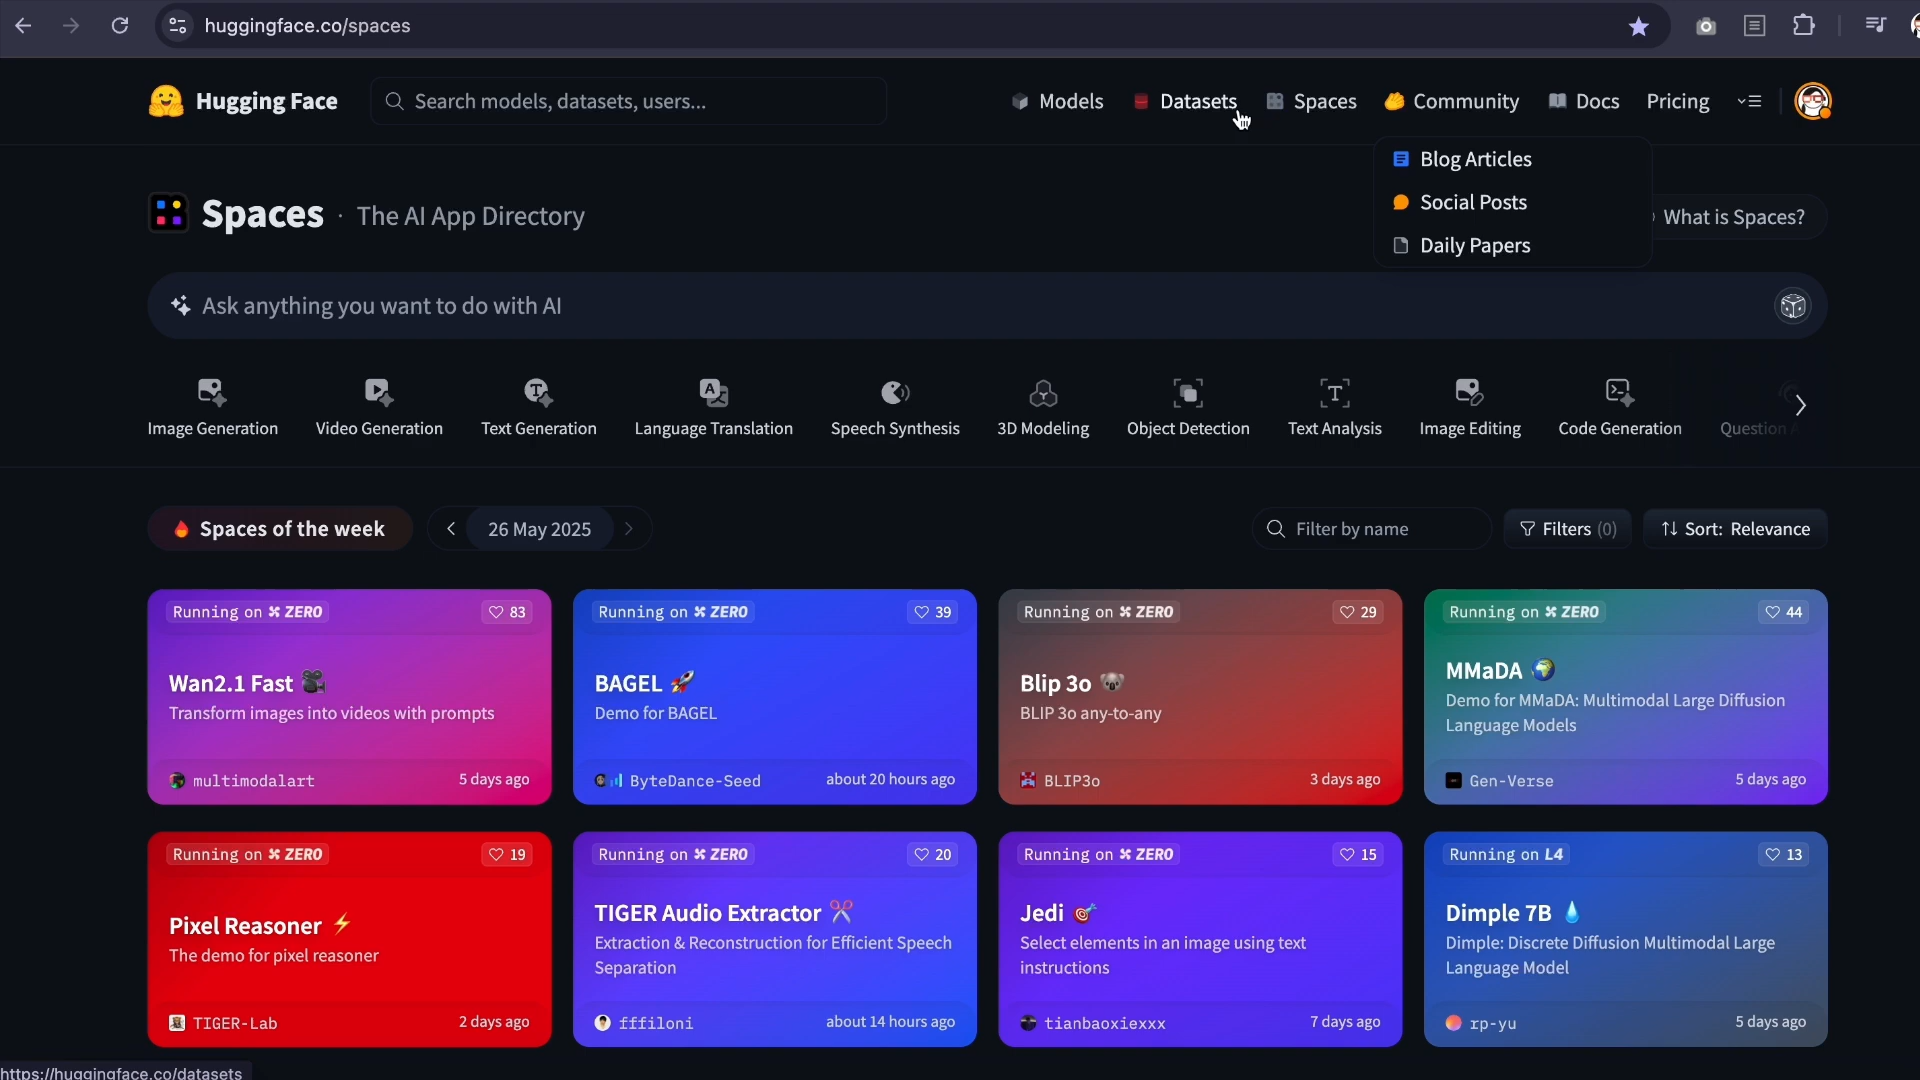 huggingface.co/spaces
Hugging Face
Search models, datasets, users...
Models
Datasets
Spaces
Community
Docs
Pricing
Blog Articles
Social Posts
Daily Papers
Spaces · The AI App Directory
What is Spaces?
Ask anything you want to do with AI
Image Generation
Video Generation
Text Generation
Language Translation
Speech Synthesis
3D Modeling
Object Detection
Text Analysis
Image Editing
Code Generation
Question
Spaces of the week
26 May 2025
Filter by name
Filters (0)
Sort: Relevance
Running on ZERO
83
Wan2.1 Fast
Transform images into videos with prompts
multimodalart
5 days ago
Running on ZERO
39
BAGEL
Demo for BAGEL
ByteDance-Seed
about 20 hours ago
Running on ZERO
29
Blip 3o
BLIP 3o any-to-any
BLIP3o
3 days ago
Running on ZERO
44
MMaDA
Demo for MMaDA: Multimodal Large Diffusion
Language Models
Gen-Verse
5 days ago
Running on ZERO
19
Pixel Reasoner
The demo for pixel reasoner
TIGER-Lab
2 days ago
Running on ZERO
20
TIGER Audio Extractor
Extraction & Reconstruction for Efficient Speech
Separation
fffiloni
about 14 hours ago
Running on ZERO
15
Jedi
Select elements in an image using text
instructions
tianbaoxiexxx
7 days ago
Running on L4
13
Dimple 7B
Dimple: Discrete Diffusion Multimodal Large
Language Model
rp-yu
5 days ago
https://huggingface.co/datasets